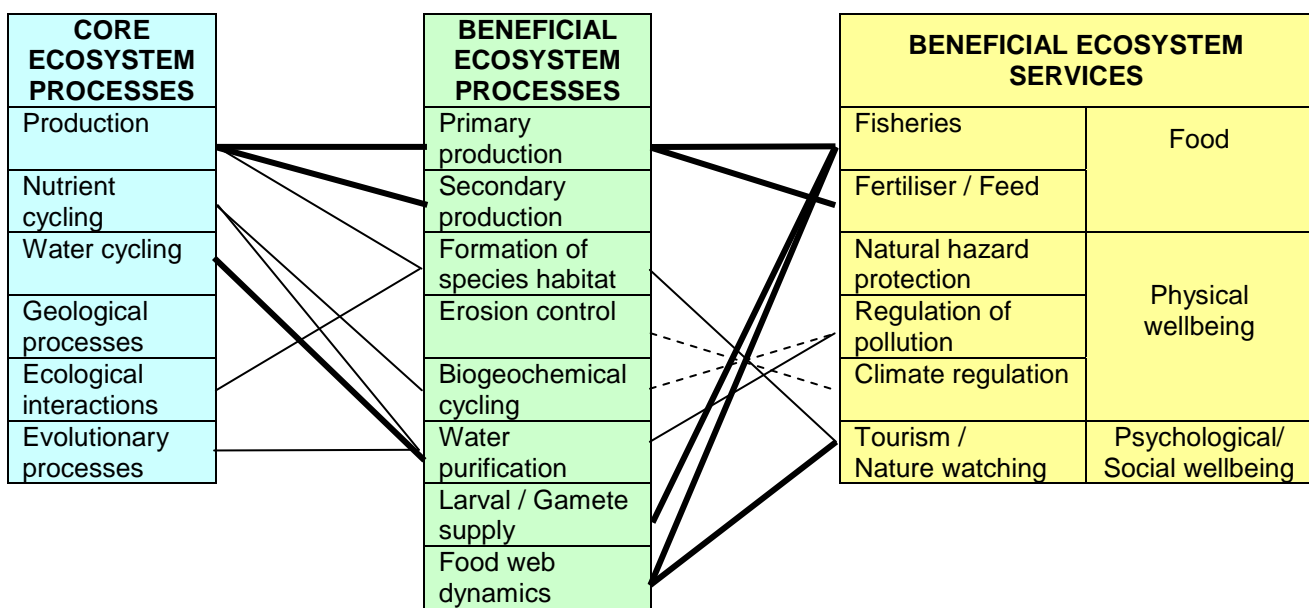 CORE
ECOSYSTEM
PROCESSES
Production
Nutrient
cycling
Water cycling
Geological
processes
Ecological
interactions
Evolutionary
processes
BENEFICIAL
ECOSYSTEM
PROCESSES
Primary
production
Secondary
production
Formation of
species habitat
Erosion control
Biogeochemical
cycling
Water
purification
Larval / Gamete
supply
Food web
dynamics
BENEFICIAL ECOSYSTEM
SERVICES
Fisheries
Fertiliser / Feed
Natural hazard
protection
Regulation of
pollution
Climate regulation
Tourism /
Nature watching
Food
Physical
wellbeing
Psychological/
Social wellbeing